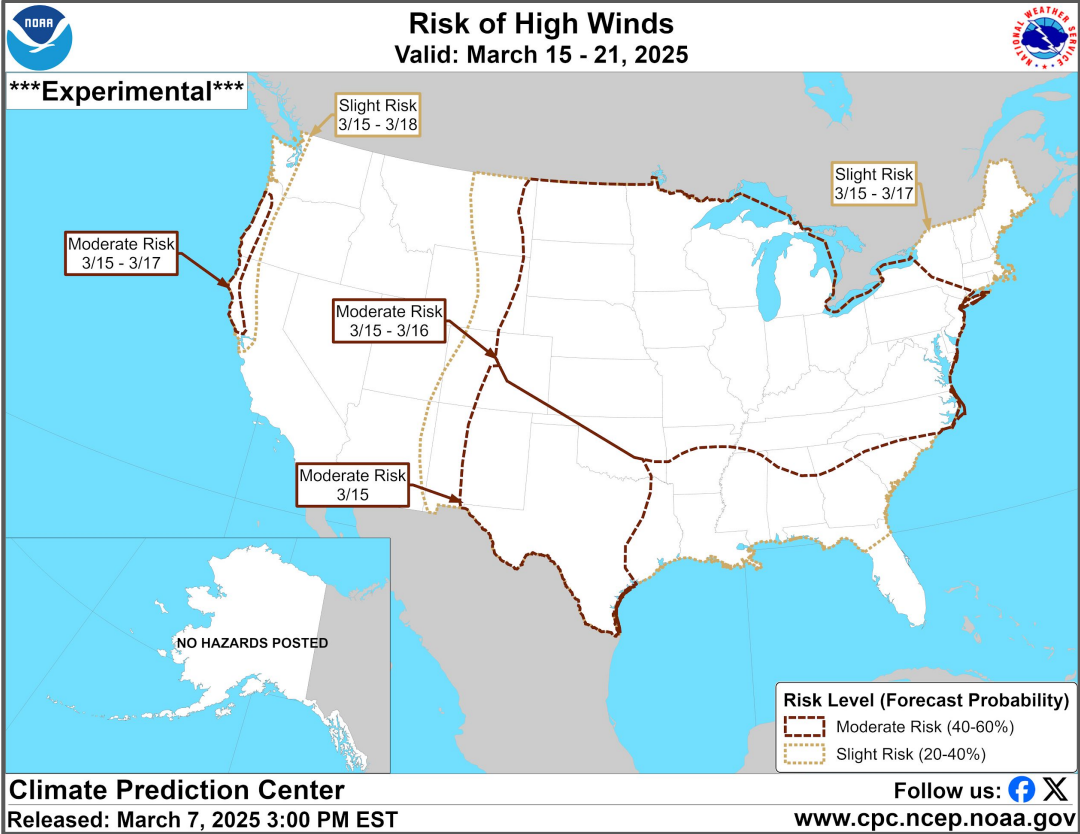 NOAA
Risk of High Winds
Valid: March 15 - 21, 2025
NATIONAL WEATHER SERVICE
***Experimental***
Slight Risk
3/15 - 3/18
Slight Risk
3/15 - 3/17
Moderate Risk
3/15 - 3/17
Moderate Risk
3/15 - 3/16
Moderate Risk
3/15
NO HAZARDS POSTED
Risk Level (Forecast Probability)
Moderate Risk (40-60%)
Slight Risk (20-40%)
Climate Prediction Center
Follow us:
Released: March 7, 2025 3:00 PM EST
www.cpc.ncep.noaa.gov